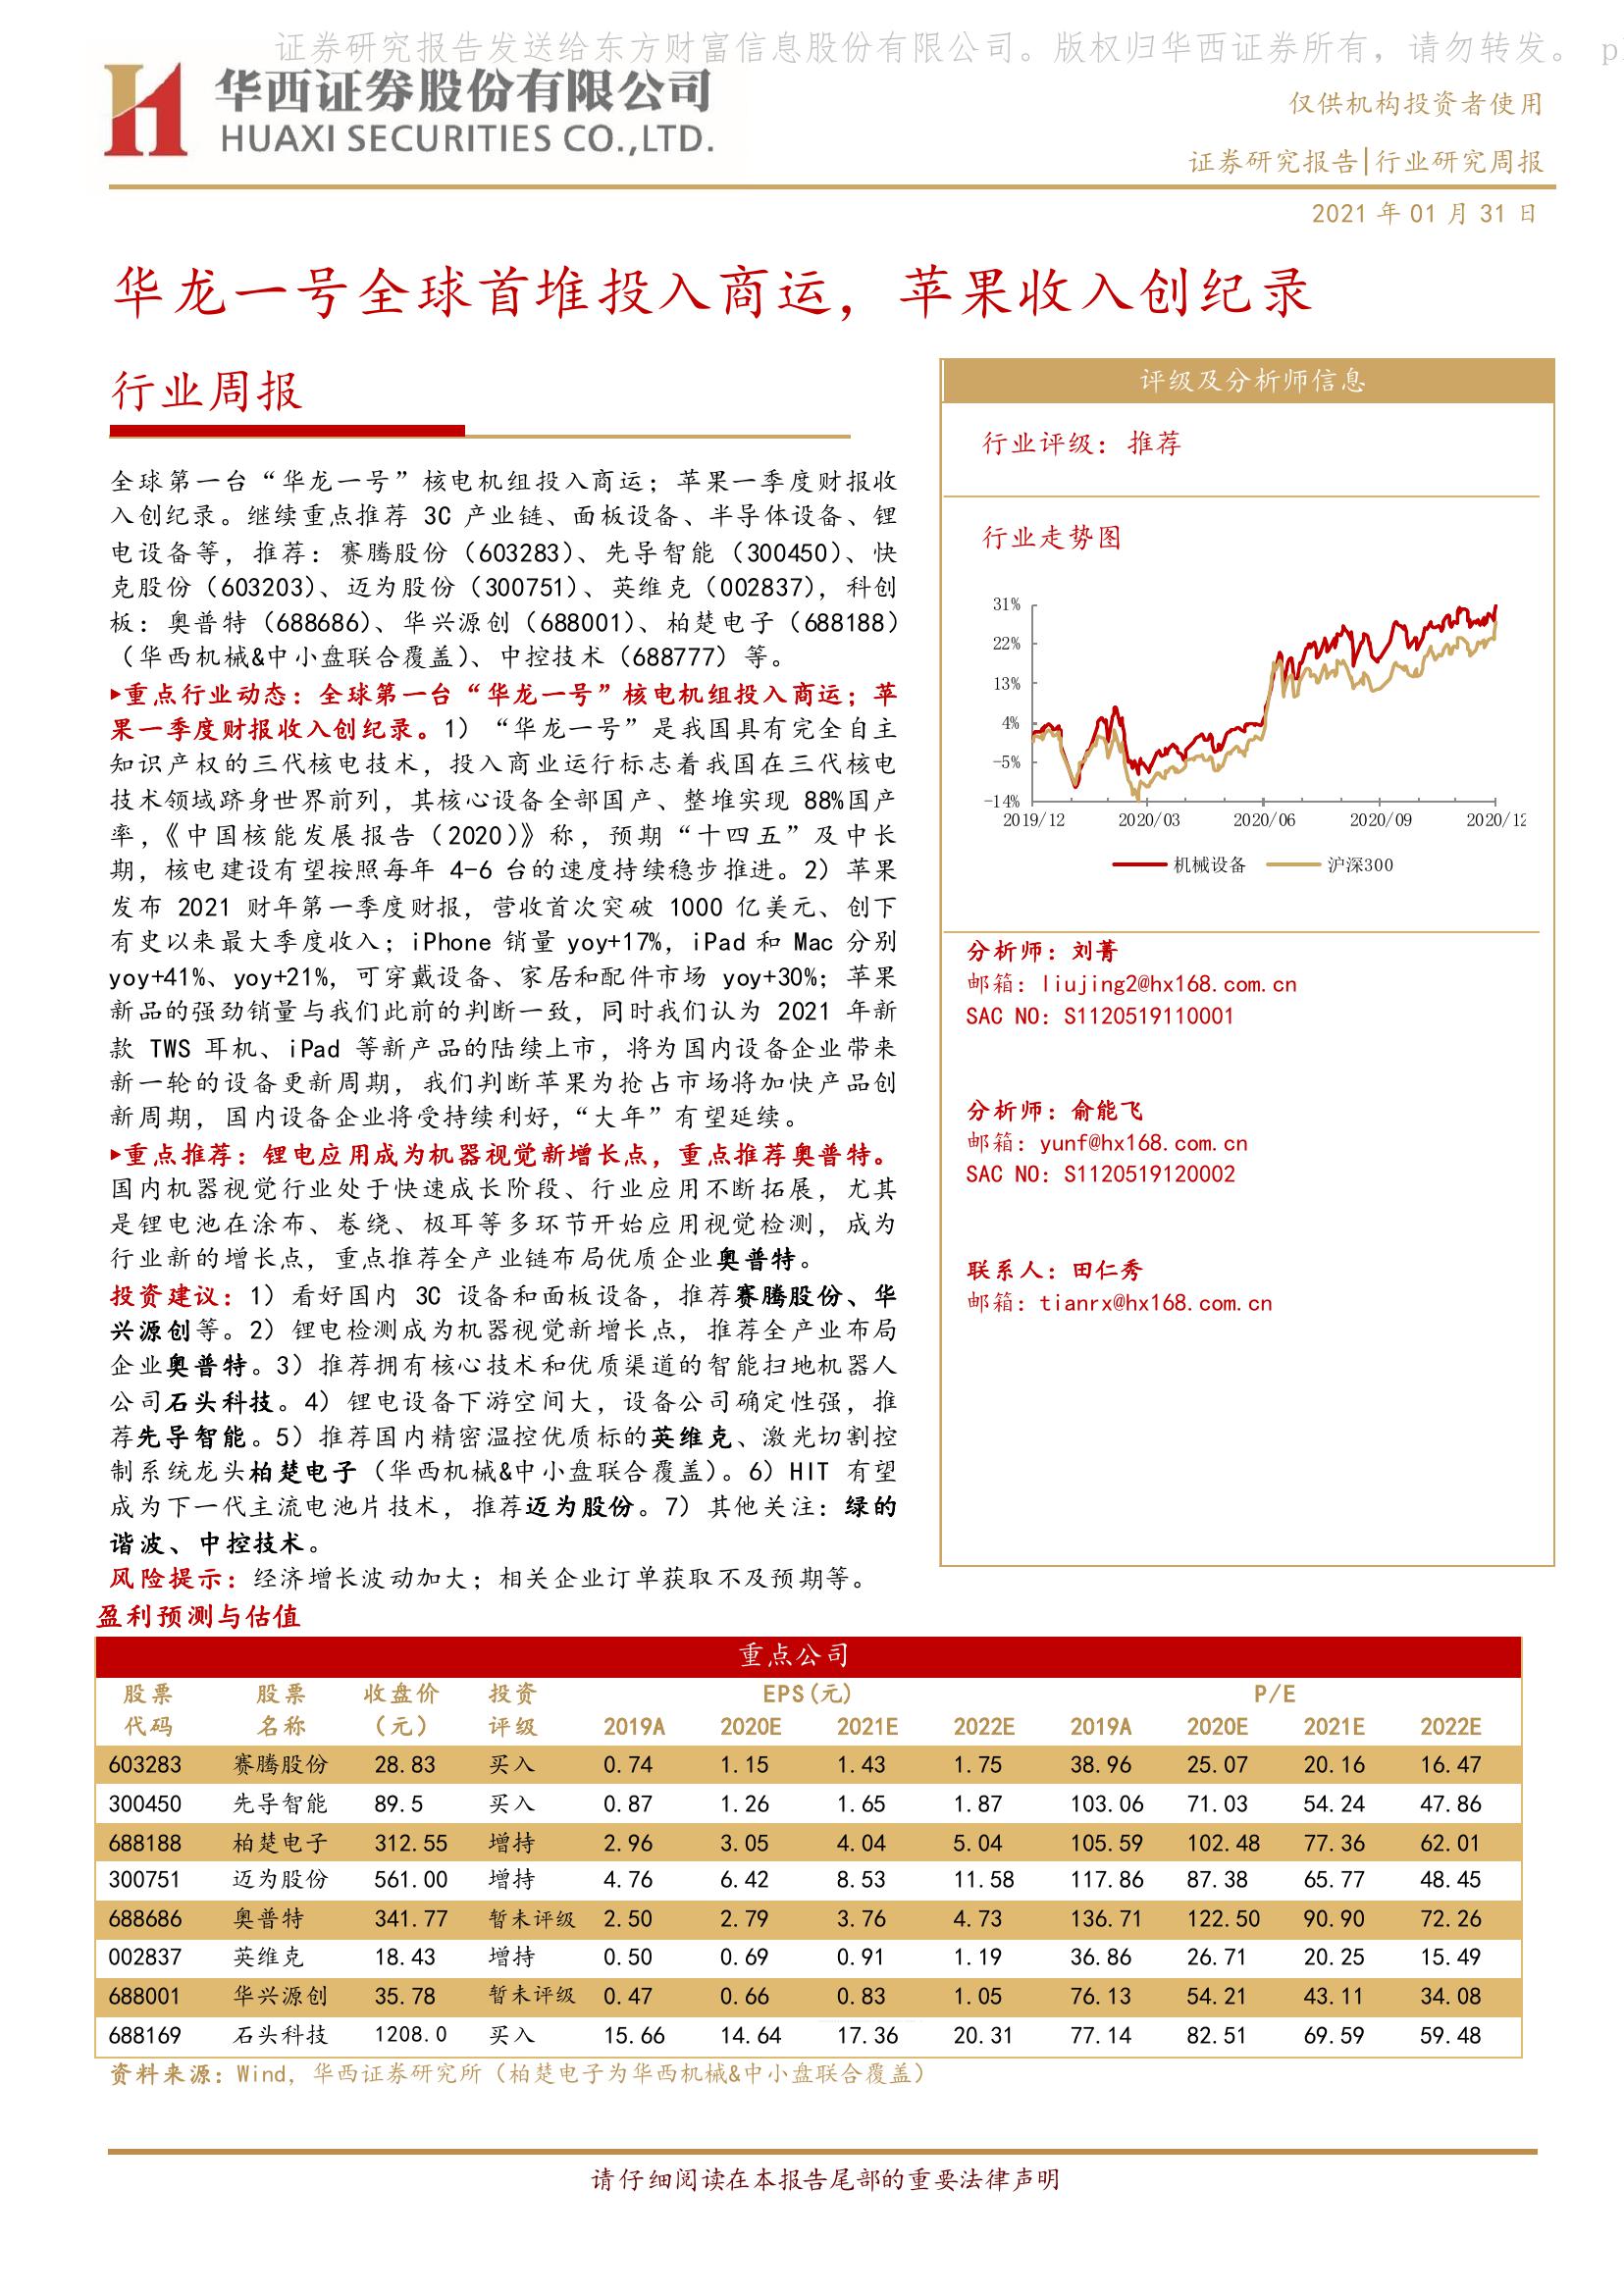 证券研究报告发送给东方财富信息股份有限公司。版权归华西证券所有，请勿转发。 p
华西证券股份有限公司
HUAXI SECURITIES CO.,LTD.
仅供机构投资者使用
证券研究报告|行业研究周报
2021 年 01 月 31 日
华龙一号全球首堆投入商运，苹果收入创纪录
行业周报
全球第一台“华龙一号”核电机组投入商运；苹果一季度财报收
入创纪录。继续重点推荐 3C 产业链、面板设备、半导体设备、锂
电设备等，推荐：赛腾股份（603283）、先导智能（300450）、快
克股份（603203）、迈为股份（300751）、英维克（002837），科创
板：奥普特（688686）、华兴源创（688001）、柏楚电子（688188）
（华西机械&中小盘联合覆盖）、中控技术（688777）等。
▸重点行业动态：全球第一台“华龙一号”核电机组投入商运；苹
果一季度财报收入创纪录。1）“华龙一号”是我国具有完全自主
知识产权的三代核电技术，投入商业运行标志着我国在三代核电
技术领域跻身世界前列，其核心设备全部国产、整堆实现 88%国产
率，《中国核能发展报告（2020）》称，预期“十四五”及中长
期，核电建设有望按照每年 4-6 台的速度持续稳步推进。2）苹果
发布 2021 财年第一季度财报，营收首次突破 1000 亿美元、创下
有史以来最大季度收入；iPhone 销量 yoy+17%，iPad 和 Mac 分别
yoy+41%、yoy+21%，可穿戴设备、家居和配件市场 yoy+30%；苹果
新品的强劲销量与我们此前的判断一致，同时我们认为 2021 年新
款 TWS 耳机、iPad 等新产品的陆续上市，将为国内设备企业带来
新一轮的设备更新周期，我们判断苹果为抢占市场将加快产品创
新周期，国内设备企业将受持续利好，“大年”有望延续。
▸重点推荐：锂电应用成为机器视觉新增长点，重点推荐奥普特。
国内机器视觉行业处于快速成长阶段、行业应用不断拓展，尤其
是锂电池在涂布、卷绕、极耳等多环节开始应用视觉检测，成为
行业新的增长点，重点推荐全产业链布局优质企业奥普特。
投资建议：1）看好国内 3C 设备和面板设备，推荐赛腾股份、华
兴源创等。2）锂电检测成为机器视觉新增长点，推荐全产业布局
企业奥普特。3）推荐拥有核心技术和优质渠道的智能扫地机器人
公司石头科技。4）锂电设备下游空间大，设备公司确定性强，推
荐先导智能。5）推荐国内精密温控优质标的英维克、激光切割控
制系统龙头柏楚电子（华西机械&中小盘联合覆盖）。6）HIT 有望
成为下一代主流电池片技术，推荐迈为股份。7）其他关注：绿的
谐波、中控技术。
风险提示：经济增长波动加大；相关企业订单获取不及预期等。
评级及分析师信息
行业评级：推荐
行业走势图
31%
22%
13%
4%
-5%
-14%
2019/12 2020/03 2020/06 2020/09 2020/12
机械设备 沪深300
分析师：刘菁
邮箱：liujing2@hx168.com.cn
SAC NO：S1120519110001
分析师：俞能飞
邮箱：yunf@hx168.com.cn
SAC NO：S1120519120002
联系人：田仁秀
邮箱：tianrx@hx168.com.cn
盈利预测与估值
重点公司
股票 股票 收盘价 投资 EPS(元) P/E
代码 名称 （元） 评级 2019A 2020E 2021E 2022E 2019A 2020E 2021E 2022E
603283 赛腾股份 28.83 买入 0.74 1.15 1.43 1.75 38.96 25.07 20.16 16.47
300450 先导智能 89.5 买入 0.87 1.26 1.65 1.87 103.06 71.03 54.24 47.86
688188 柏楚电子 312.55 增持 2.96 3.05 4.04 5.04 105.59 102.48 77.36 62.01
300751 迈为股份 561.00 增持 4.76 6.42 8.53 11.58 117.86 87.38 65.77 48.45
688686 奥普特 341.77 暂未评级 2.50 2.79 3.76 4.73 136.71 122.50 90.90 72.26
002837 英维克 18.43 增持 0.50 0.69 0.91 1.19 36.86 26.71 20.25 15.49
688001 华兴源创 35.78 暂未评级 0.47 0.66 0.83 1.05 76.13 54.21 43.11 34.08
688169 石头科技 1208.0 买入 15.66 14.64 17.36 20.31 77.14 82.51 69.59 59.48
资料来源：Wind，华西证券研究所（柏楚电子为华西机械&中小盘联合覆盖）
请仔细阅读在本报告尾部的重要法律声明